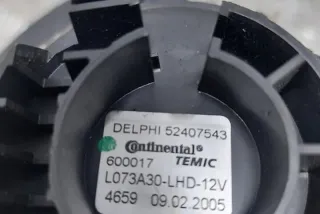 DELPHI 52407543
Continental
600017 TEMIC
L073A30-LHD-12V
4659 09.02.2005